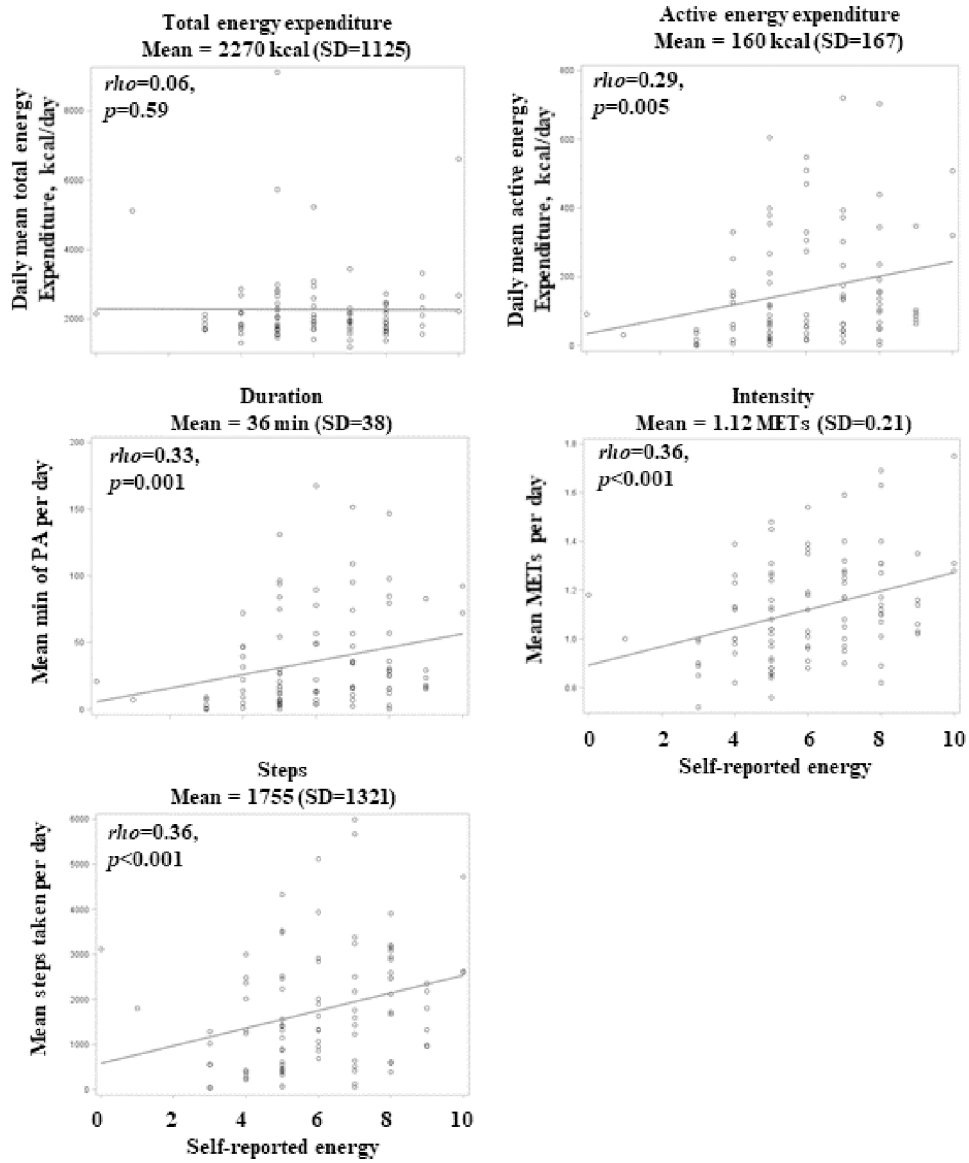 Total energy expenditure
Mean = 2270 kcal (SD=1125)
rho=0.06,
p=0.59
Daily mean total energy
Expenditure, kcal/day
8000
6000
4000
2000
Active energy expenditure
Mean = 160 kcal (SD=167)
rho=0.29,
p=0.005
Daily mean active energy
Expenditure, kcal/day
800
600
400
200
0
Duration
Mean = 36 min (SD=38)
rho=0.33,
p=0.001
Mean min of PA per day
200
150
100
50
0
Intensity
Mean = 1.12 METs (SD=0.21)
rho=0.36,
p<0.001
Mean METs per day
1.8
1.6
1.4
1.2
1.0
0.8
0 2 4 6 8 10
Self-reported energy
Steps
Mean = 1755 (SD=1321)
rho=0.36,
p<0.001
Mean steps taken per day
6000
5000
4000
3000
2000
1000
0
0 2 4 6 8 10
Self-reported energy